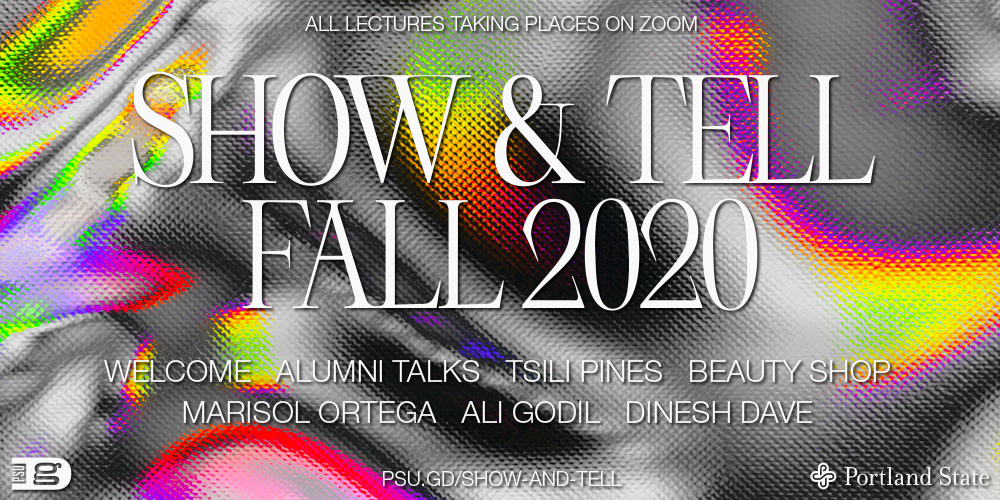 ALL LECTURES TAKING PLACES ON ZOOM
SHOW & TELL
FALL 2020
WELCOME ALUMNI TALKS TSILI PINES BEAUTY SHOP
MARISOL ORTEGA ALI GODIL DINESH DAVE
PSU g
PSU.GD/SHOW-AND-TELL
Portland State